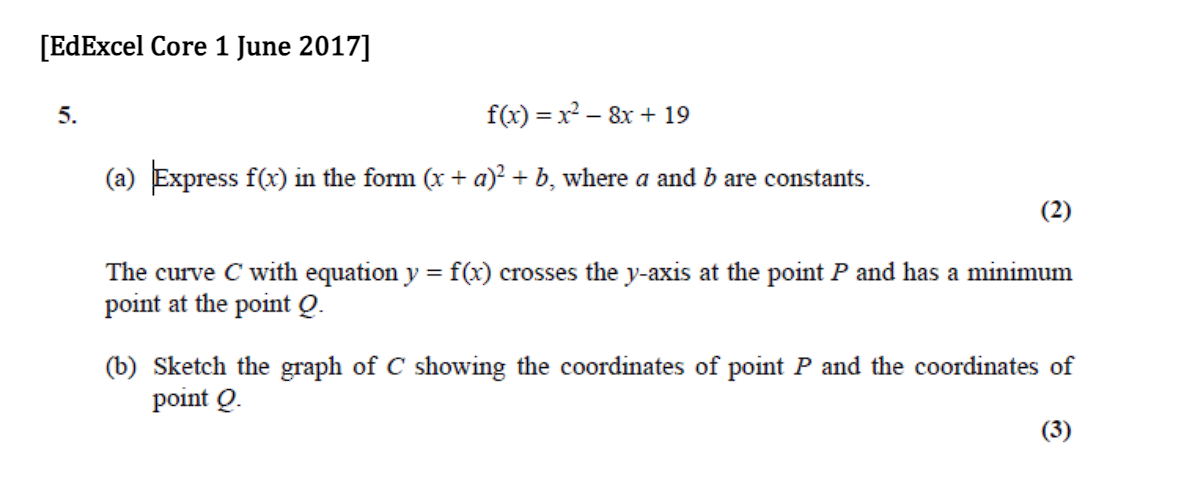 [EdExcel Core 1 June 2017]
5. f(x) = x² – 8x + 19
(a) Express f(x) in the form (x + a)² + b, where a and b are constants.
(2)
The curve C with equation y = f(x) crosses the y-axis at the point P and has a minimum
point at the point Q.
(b) Sketch the graph of C showing the coordinates of point P and the coordinates of
point Q.
(3)